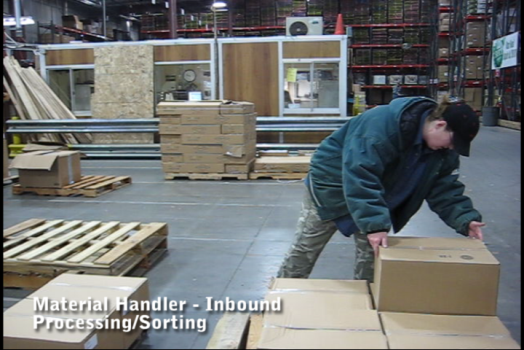 Material Handler - Inbound
Processing/Sorting